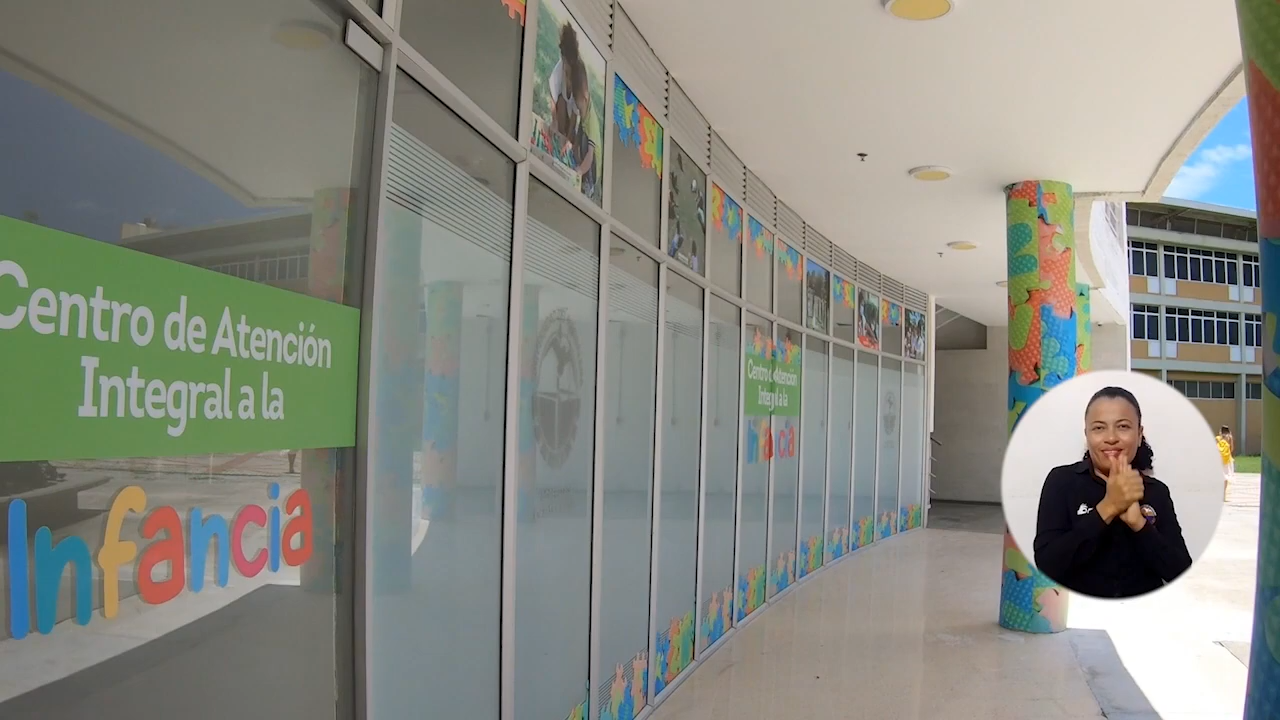 Centro de Atención
Integral a la
Infancia
Centro de Atención
Integral a la
Infancia